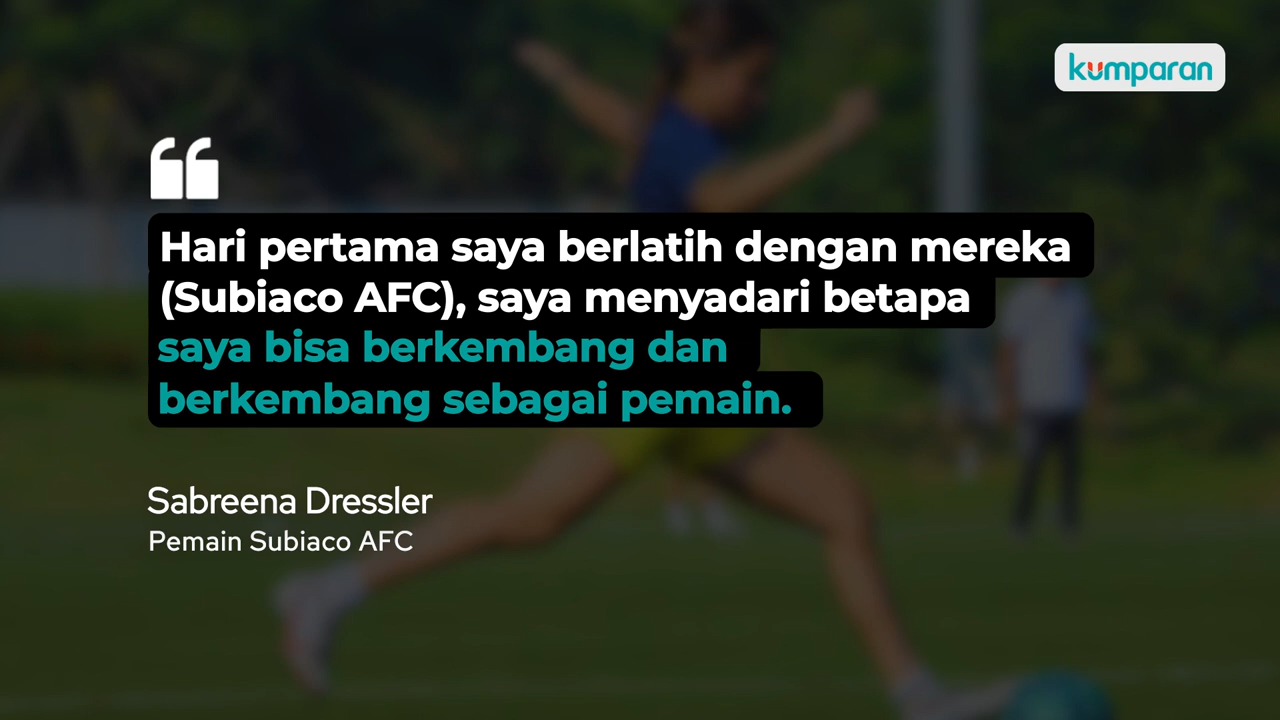 kumparan
“
Hari pertama saya berlatih dengan mereka
(Subiaco AFC), saya menyadari betapa
saya bisa berkembang dan
berkembang sebagai pemain.
Sabreena Dressler
Pemain Subiaco AFC